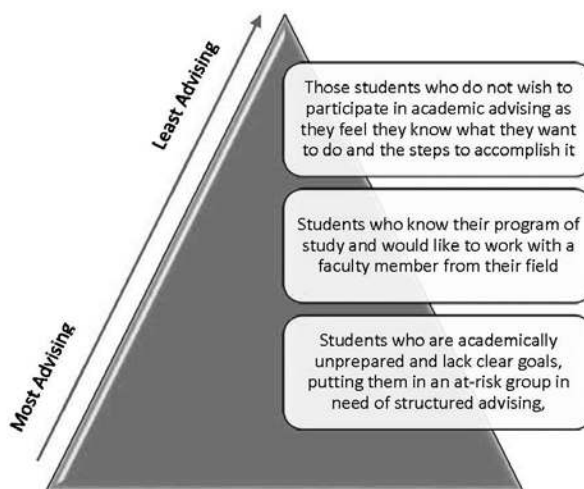 Least Advising
Most Advising
Those students who do not wish to
participate in academic advising as
they feel they know what they want
to do and the steps to accomplish it
Students who know their program of
study and would like to work with a
faculty member from their field
Students who are academically
unprepared and lack clear goals,
putting them in an at-risk group in
need of structured advising,